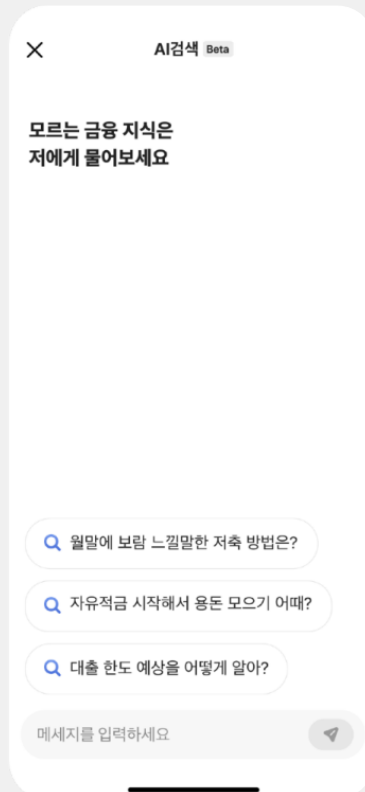 AI검색 Beta
모르는 금융 지식은
저에게 물어보세요
월말에 보람 느낄말한 저축 방법은?
자유적금 시작해서 용돈 모으기 어때?
대출 한도 예상을 어떻게 알아?
메세지를 입력하세요